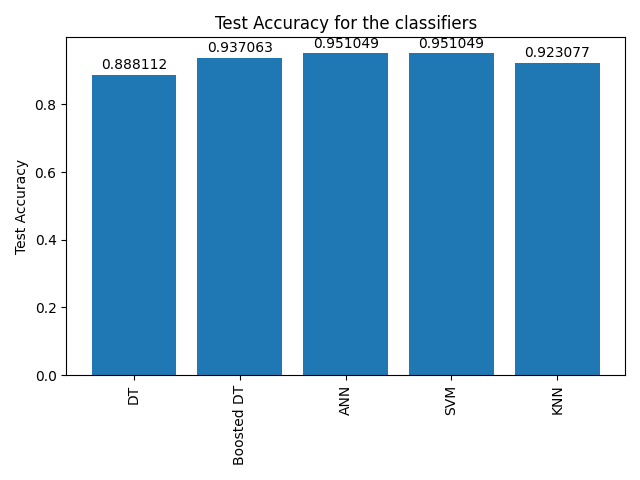 Test Accuracy for the classifiers
0.888112
0.937063
0.951049
0.951049
0.923077
Test Accuracy
0.8
0.6
0.4
0.2
0.0
DT
Boosted DT
ANN
SVM
KNN